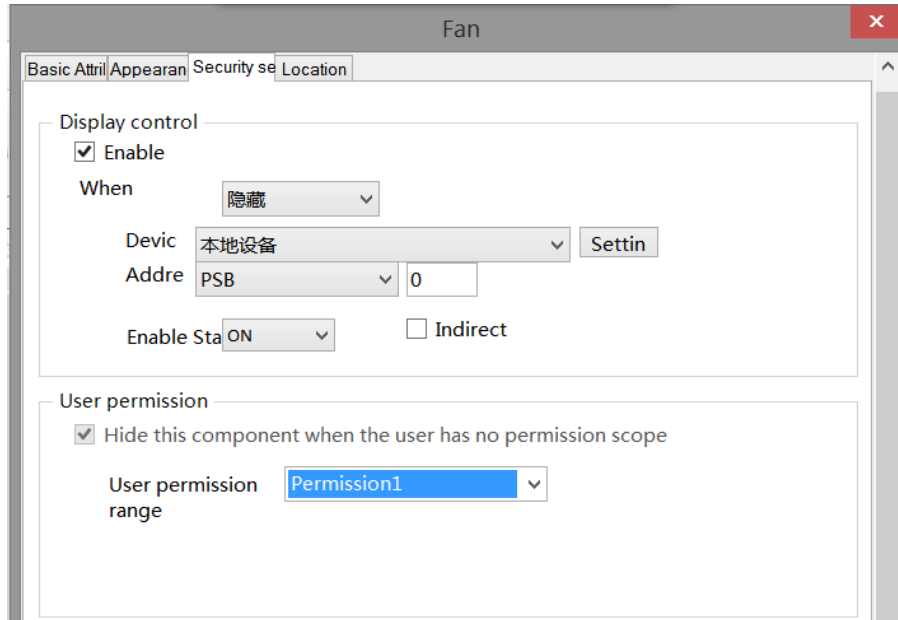 Fan
Basic Attril Appearan Security se Location
Display control
Enable
When 隐藏
Devic 本地设备 Settin
Addre PSB 0
Enable Sta ON Indirect
User permission
Hide this component when the user has no permission scope
User permission Permission1
range